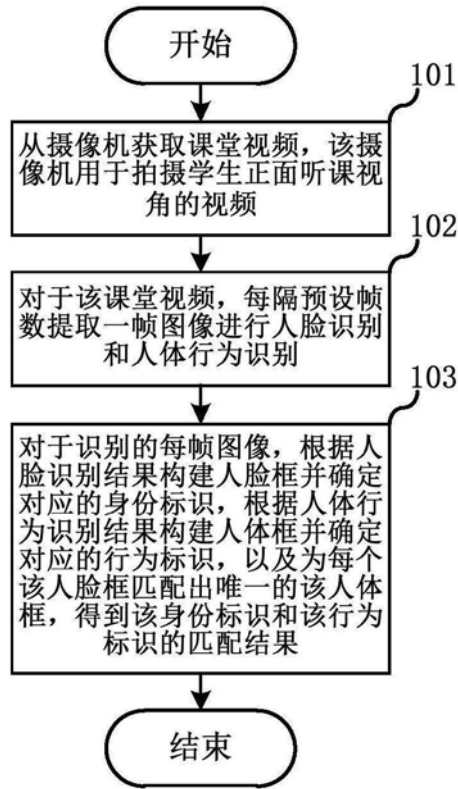 开始
101
从摄像机获取课堂视频，该摄
像机用于拍摄学生正面听课视
角的视频
102
对于该课堂视频，每隔预设帧
数提取一帧图像进行人脸识别
和人体行为识别
103
对于识别的每帧图像，根据人
脸识别结果构建人脸框并确定
对应的身份标识，根据人体行
为识别结果构建人体框并确定
对应的行为标识，以及为每个
该人脸框匹配出唯一的该人体
框，得到该身份标识和该行为
标识的匹配结果
结束